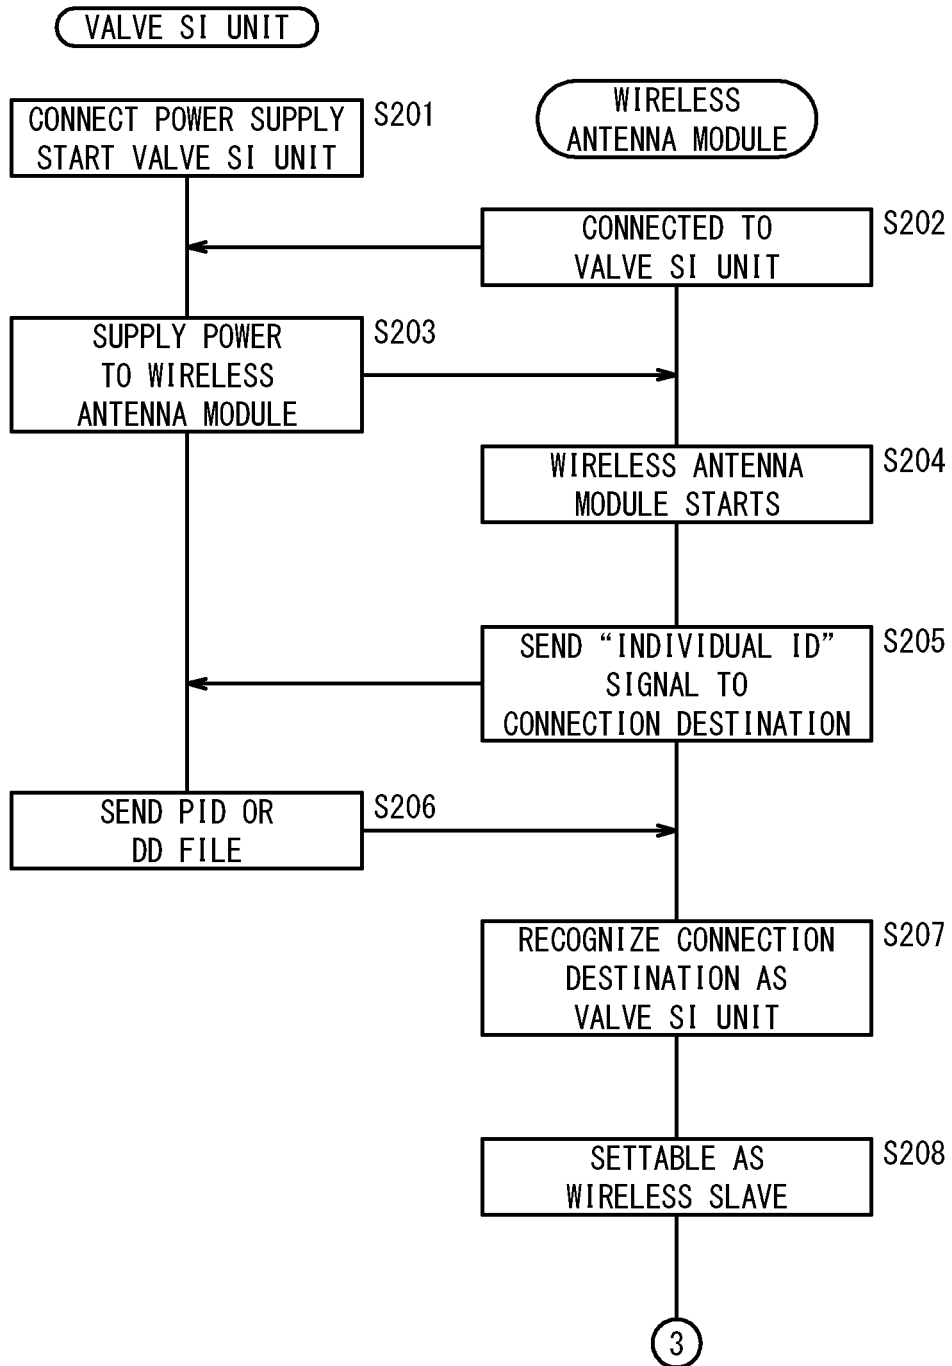 VALVE SI UNIT
CONNECT POWER SUPPLY
START VALVE SI UNIT
S201
WIRELESS
ANTENNA MODULE
CONNECTED TO
VALVE SI UNIT
S202
SUPPLY POWER
TO WIRELESS
ANTENNA MODULE
S203
WIRELESS ANTENNA
MODULE STARTS
S204
SEND “INDIVIDUAL ID”
SIGNAL TO
CONNECTION DESTINATION
S205
SEND PID OR
DD FILE
S206
RECOGNIZE CONNECTION
DESTINATION AS
VALVE SI UNIT
S207
SETTABLE AS
WIRELESS SLAVE
S208
3